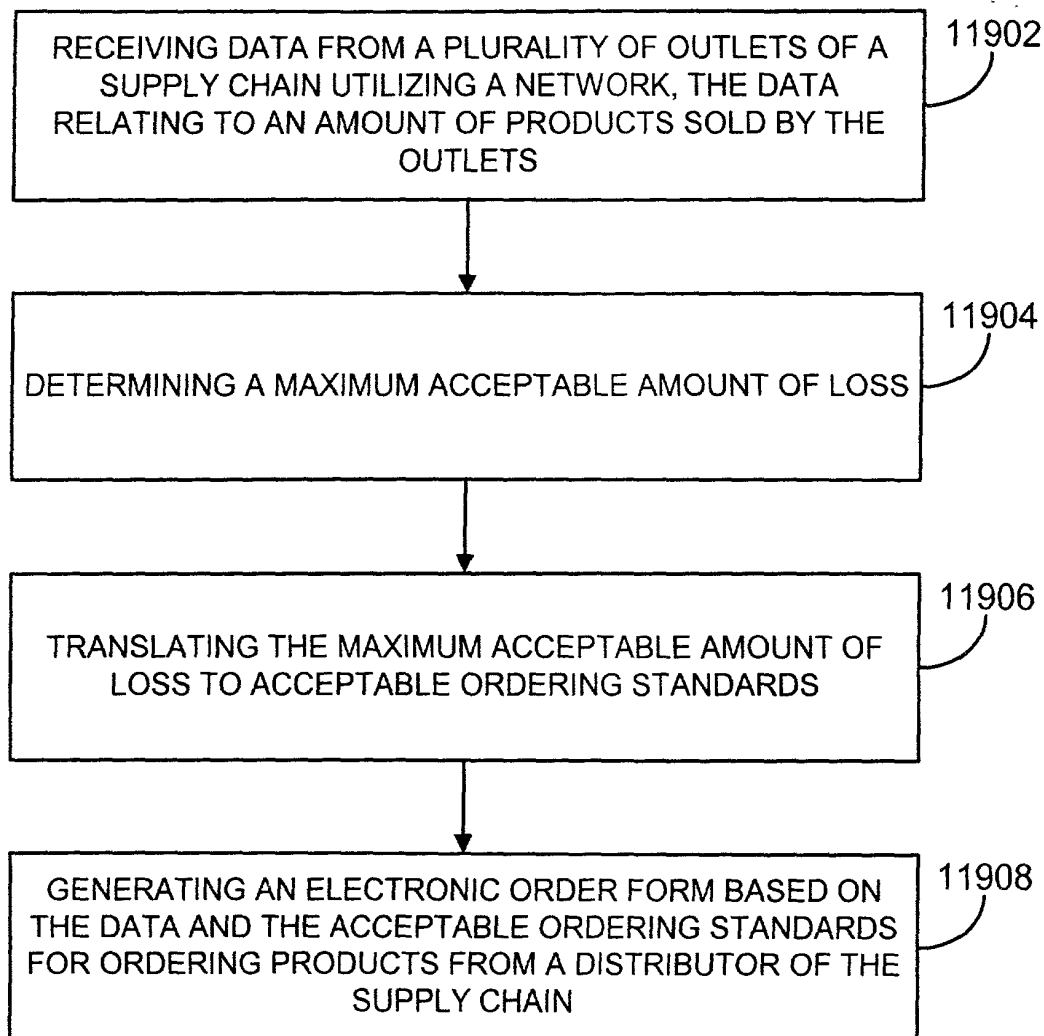 RECEIVING DATA FROM A PLURALITY OF OUTLETS OF A
SUPPLY CHAIN UTILIZING A NETWORK, THE DATA
RELATING TO AN AMOUNT OF PRODUCTS SOLD BY THE
OUTLETS
11902
DETERMINING A MAXIMUM ACCEPTABLE AMOUNT OF LOSS
11904
TRANSLATING THE MAXIMUM ACCEPTABLE AMOUNT OF
LOSS TO ACCEPTABLE ORDERING STANDARDS
11906
GENERATING AN ELECTRONIC ORDER FORM BASED ON
THE DATA AND THE ACCEPTABLE ORDERING STANDARDS
FOR ORDERING PRODUCTS FROM A DISTRIBUTOR OF THE
SUPPLY CHAIN
11908